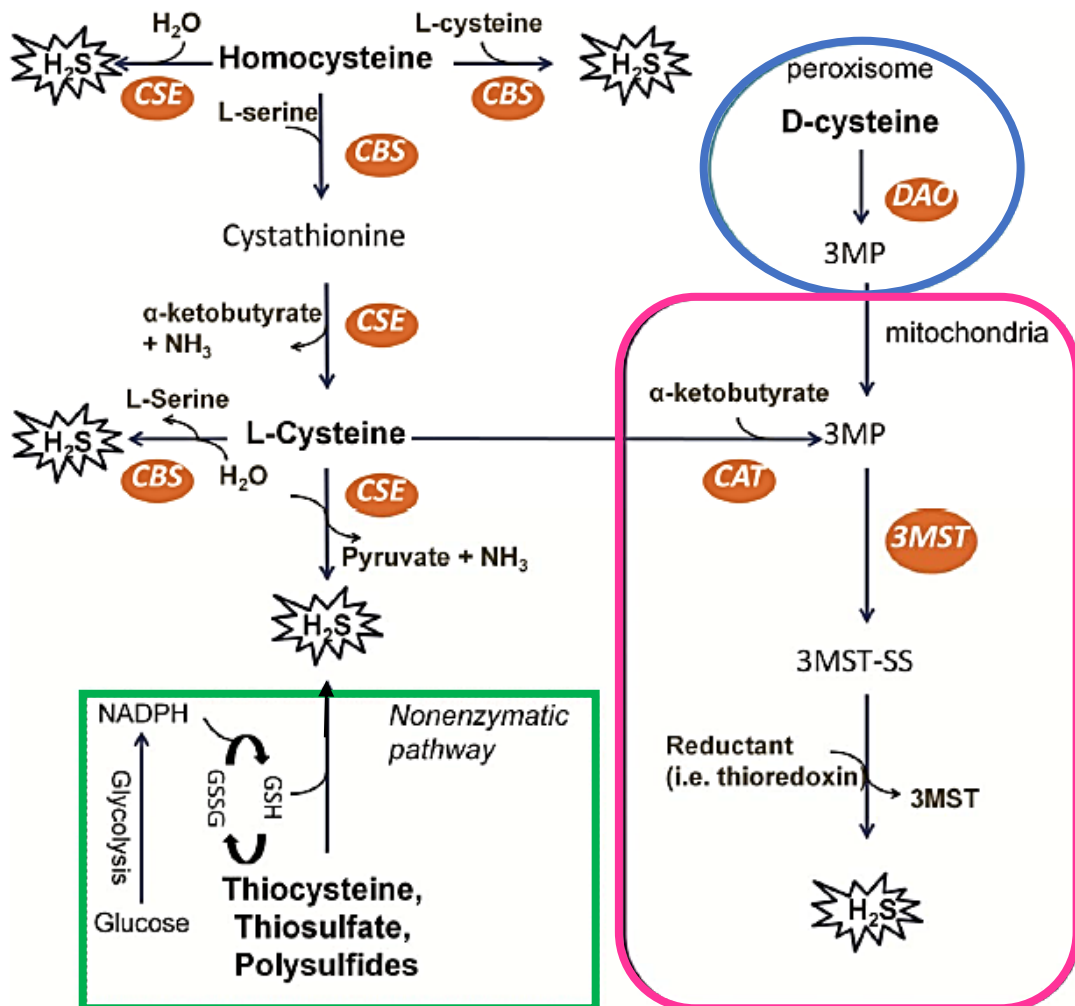 H₂O
L-cysteine
H₂S
Homocysteine
H₂S
CSE
CBS
L-serine
CBS
Cystathionine
α-ketobutyrate
+ NH₃
CSE
L-Serine
H₂S
L-Cysteine
CBS
H₂O
CSE
Pyruvate + NH₃
H₂S
peroxisome
D-cysteine
DAO
3MP
mitochondria
α-ketobutyrate
3MP
CAT
3MST
3MST-SS
Reductant
(i.e. thioredoxin)
3MST
H₂S
NADPH
Nonenzymatic
pathway
Glycolysis
GSSG
GSH
Glucose
Thiocysteine,
Thiosulfate,
Polysulfides